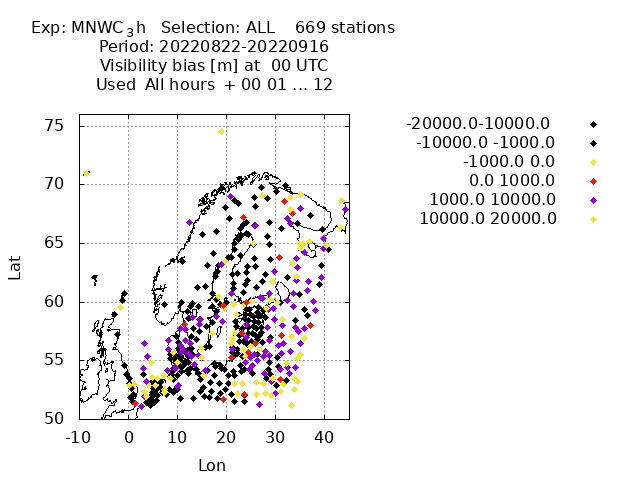 Exp: MNWC_3h Selection: ALL 669 stations
Period: 20220822-20220916
Visibility bias [m] at 00 UTC
Used All hours + 00 01 ... 12
-20000.0-10000.0
-10000.0 -1000.0
-1000.0 0.0
0.0 1000.0
1000.0 10000.0
10000.0 20000.0
75
70
65
60
55
50
Lat
-10 0 10 20 30 40
Lon